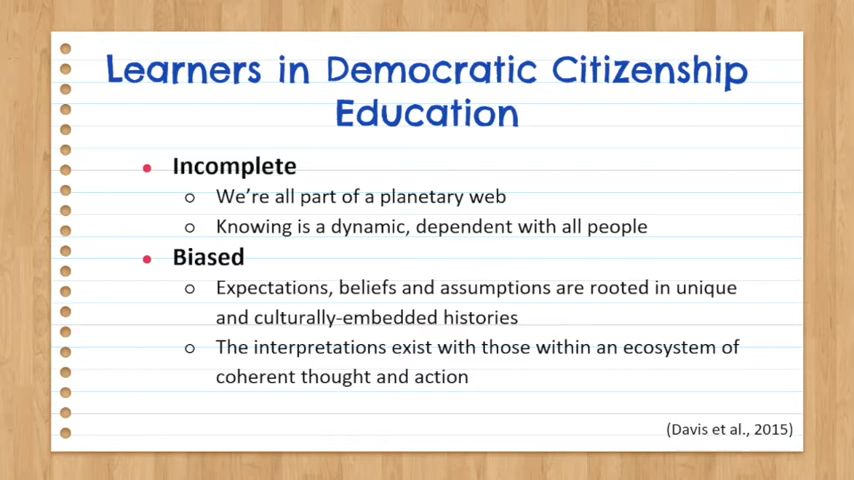 Learners in Democratic Citizenship
Education
• Incomplete
○ We're all part of a planetary web
○ Knowing is a dynamic, dependent with all people
• Biased
○ Expectations, beliefs and assumptions are rooted in unique
and culturally-embedded histories
○ The interpretations exist with those within an ecosystem of
coherent thought and action
(Davis et al., 2015)